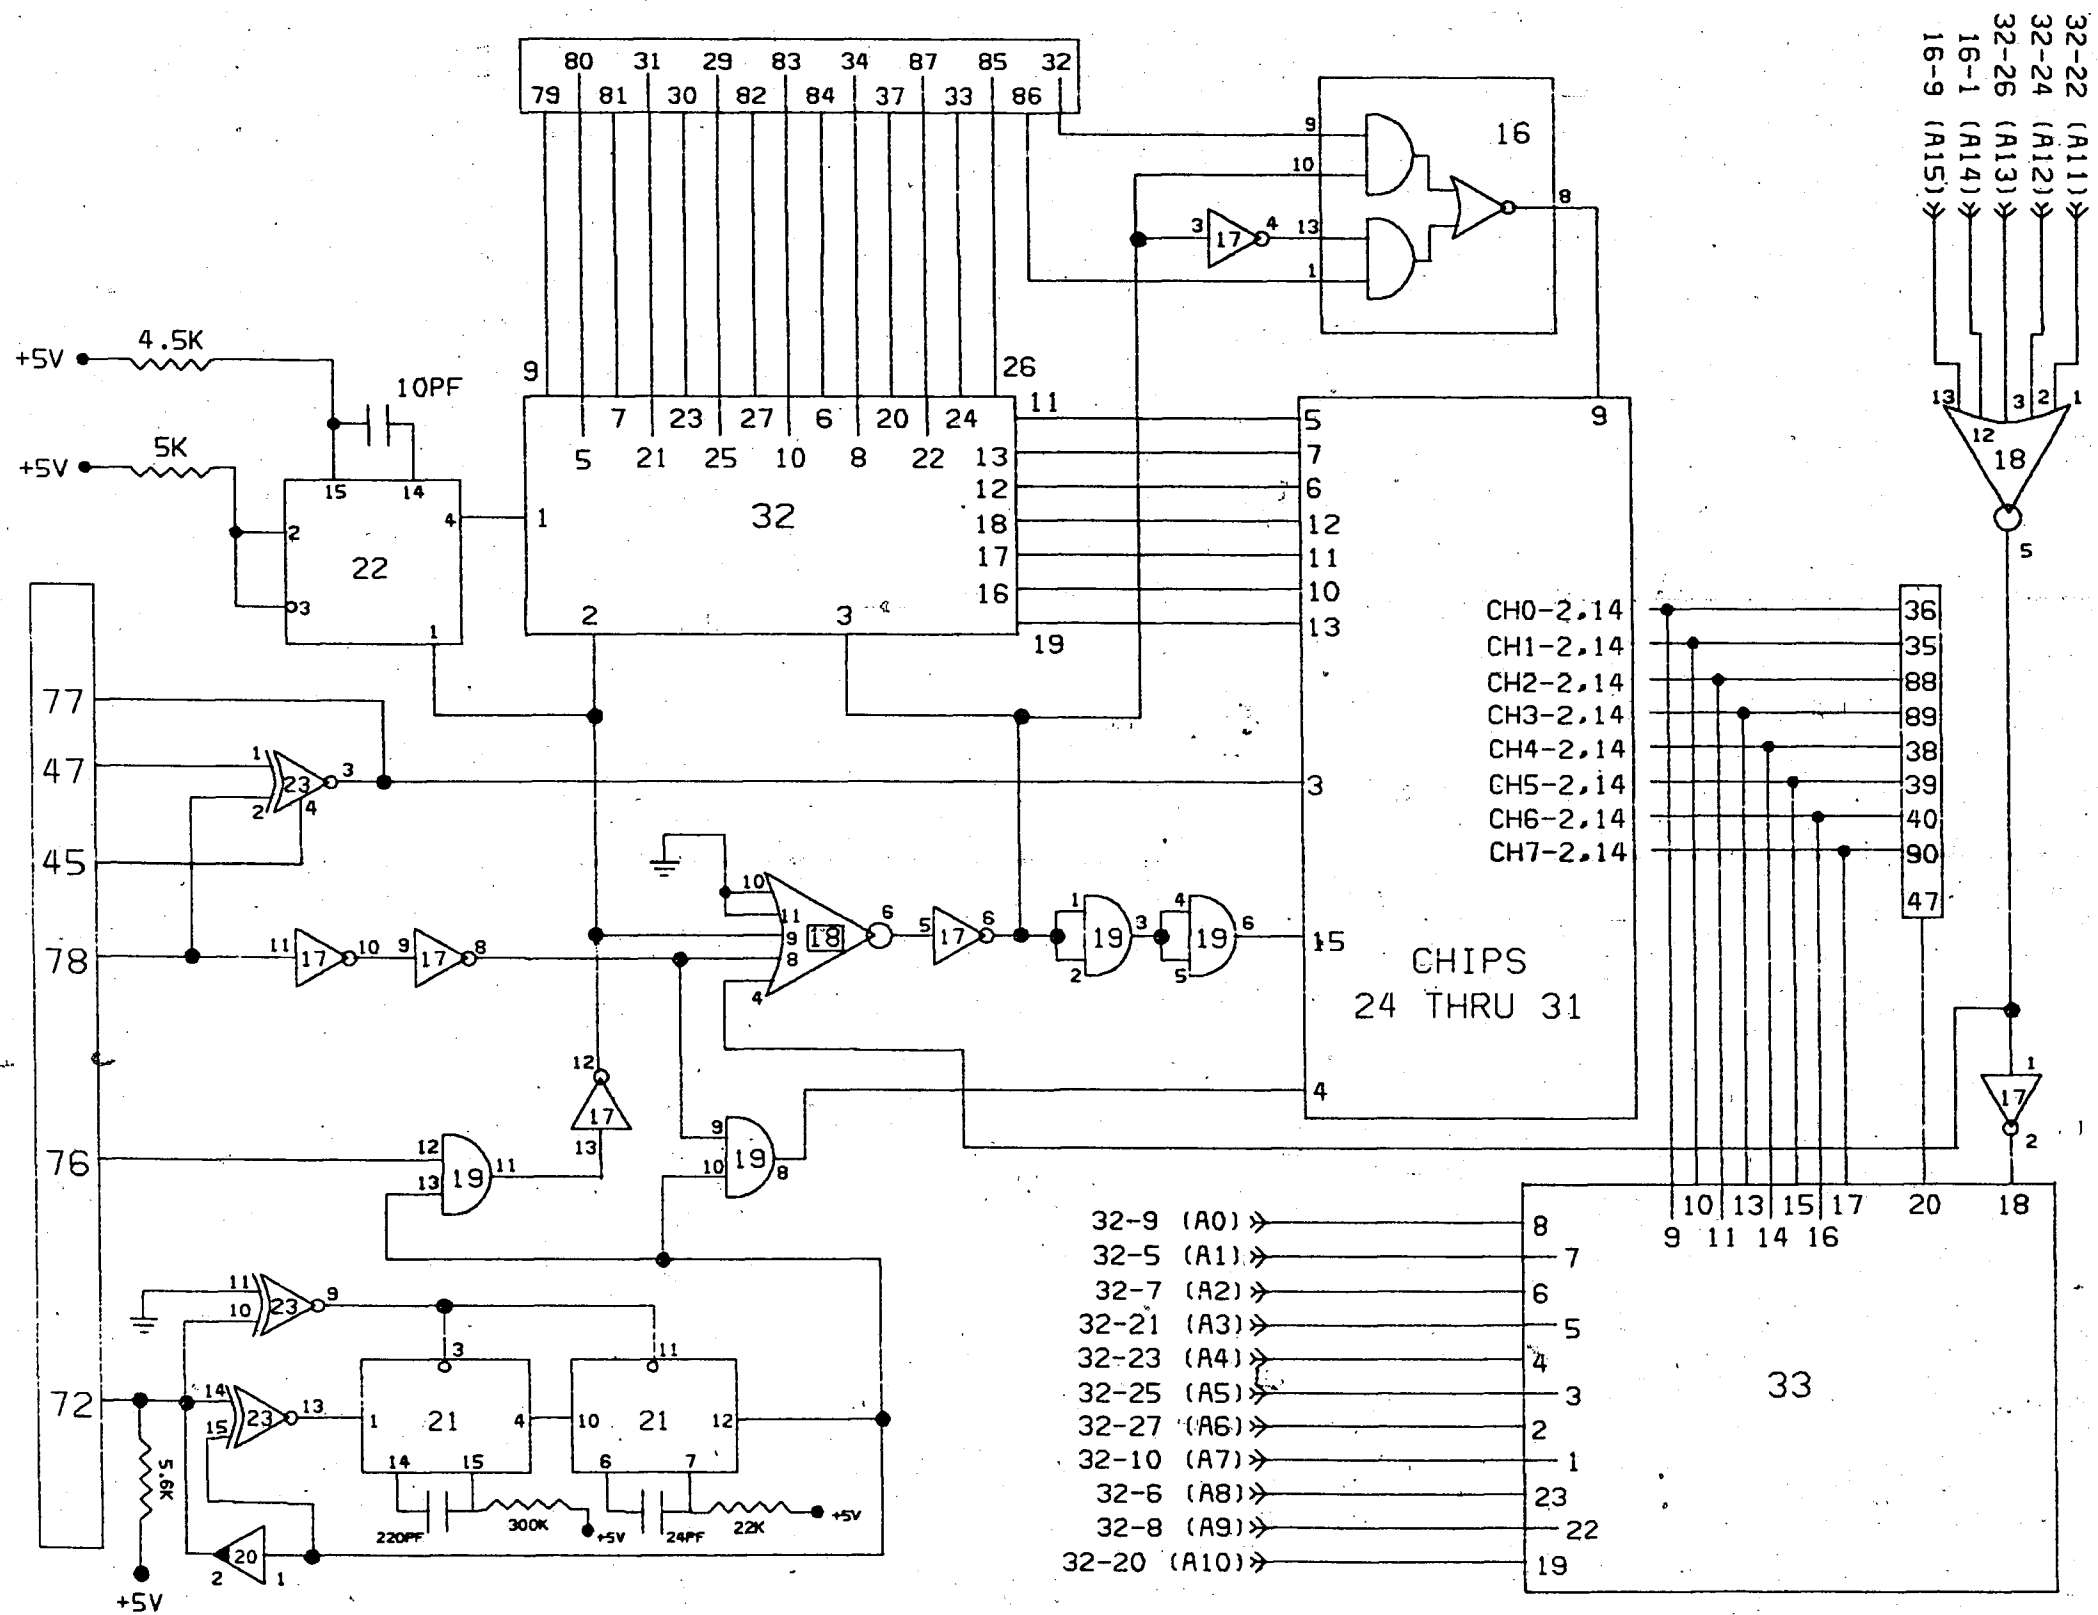 80 31 29 83 34 87 85 32
79 81 30 82 84 37 33 86
32-22 (A11)
32-24 (A12)
32-26 (A13)
16-1 (A14)
16-9 (A15)
9
10
3 17 4 13
1
16
8
+5V 4.5K
10PF
+5V 5K
15 14
2 4
22
3
1
9 26
7 23 27 6 20 24 11
5 21 25 10 8 22 13
1 32 12
18
17
16
2 3 19
9
5
7
6
12
11
10
13
3
15
4
CHIPS
24 THRU 31
CH0-2,14 36
CH1-2,14 35
CH2-2,14 88
CH3-2,14 89
CH4-2,14 38
CH5-2,14 39
CH6-2,14 40
CH7-2,14 90
47
13 12 3 2 1
18
5
1
17
2
77
47
45
78
76
72
1 23 3
2 4
11 17 10 9 17 8
10
11
9 18 6
8
4
5 17 6
1 19 3
2
4 19 6
5
12
17
13
12 19 11
13
9
10 19 8
11 23 9
10
14 23 13
15
3
1 21 4
14 15
11
10 21 12
6 7
220PF 300K +5V 24PF 22K +5V
5.6K
+5V
2 20 1
32-9 (A0) 8
32-5 (A1) 7
32-7 (A2) 6
32-21 (A3) 5
32-23 (A4) 4
32-25 (A5) 3
32-27 (A6) 2
32-10 (A7) 1
32-6 (A8) 23
32-8 (A9) 22
32-20 (A10) 19
10 13 15 17 20 18
9 11 14 16
33